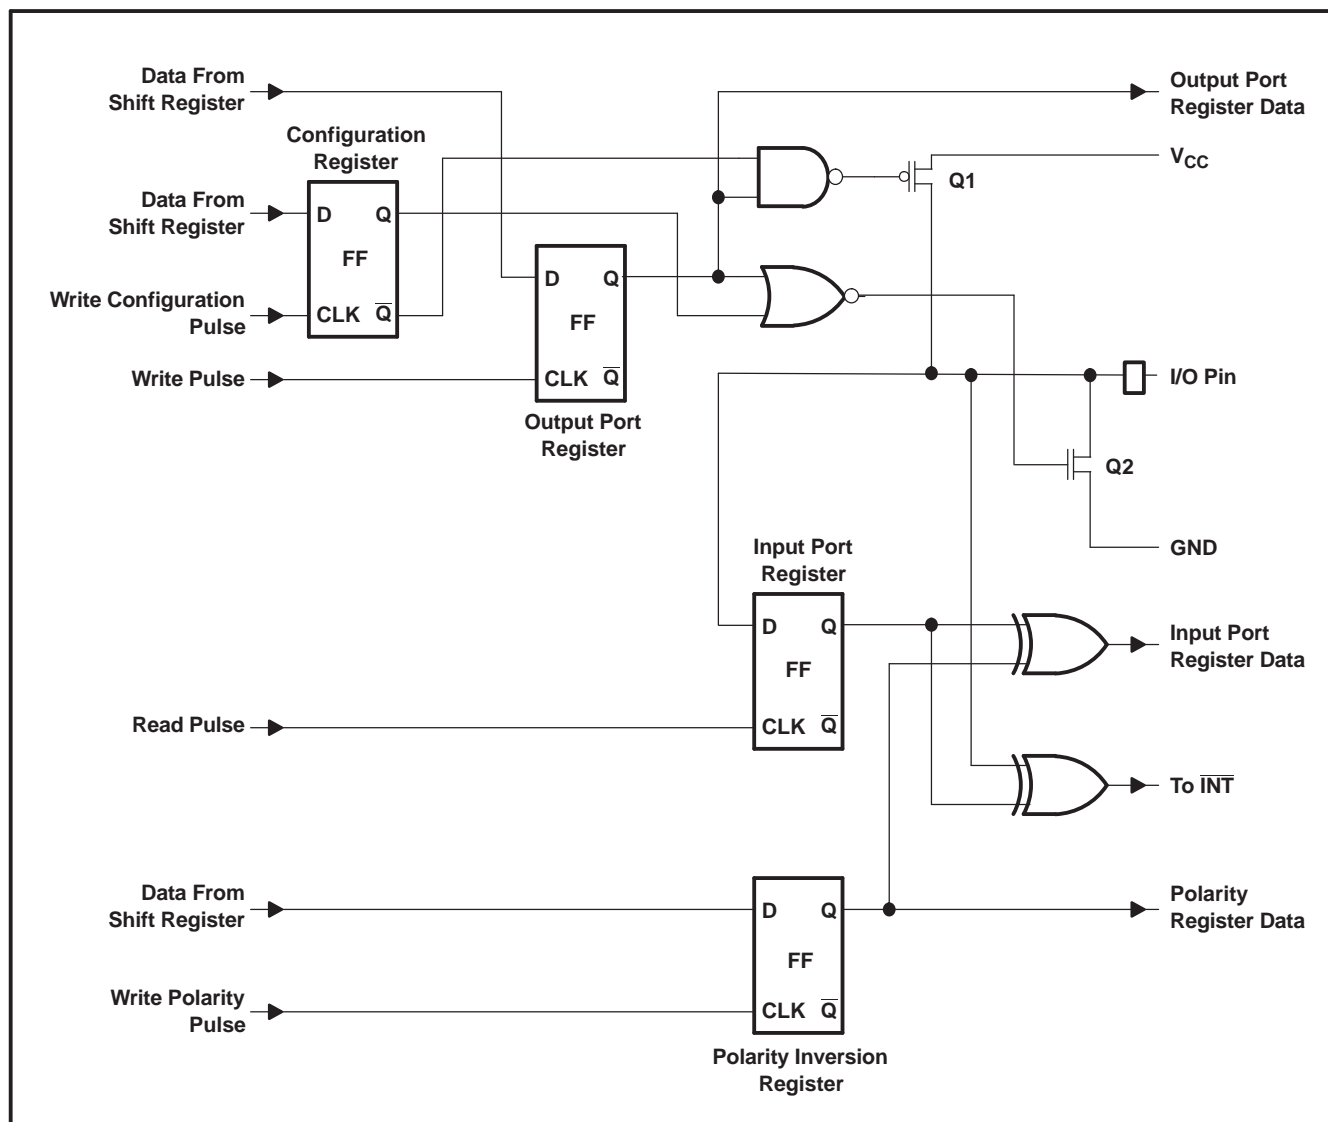 Data From
Shift Register
Output Port
Register Data
Configuration
Register
VCC
Q1
Data From
Shift Register
D
Q
FF
CLK
Q̅
D
Q
FF
CLK
Q̅
Write Configuration
Pulse
Write Pulse
I/O Pin
Output Port
Register
Q2
GND
Input Port
Register
D
Q
FF
CLK
Q̅
Input Port
Register Data
Read Pulse
To I̅N̅T̅
Data From
Shift Register
D
Q
FF
CLK
Q̅
Polarity
Register Data
Write Polarity
Pulse
Polarity Inversion
Register